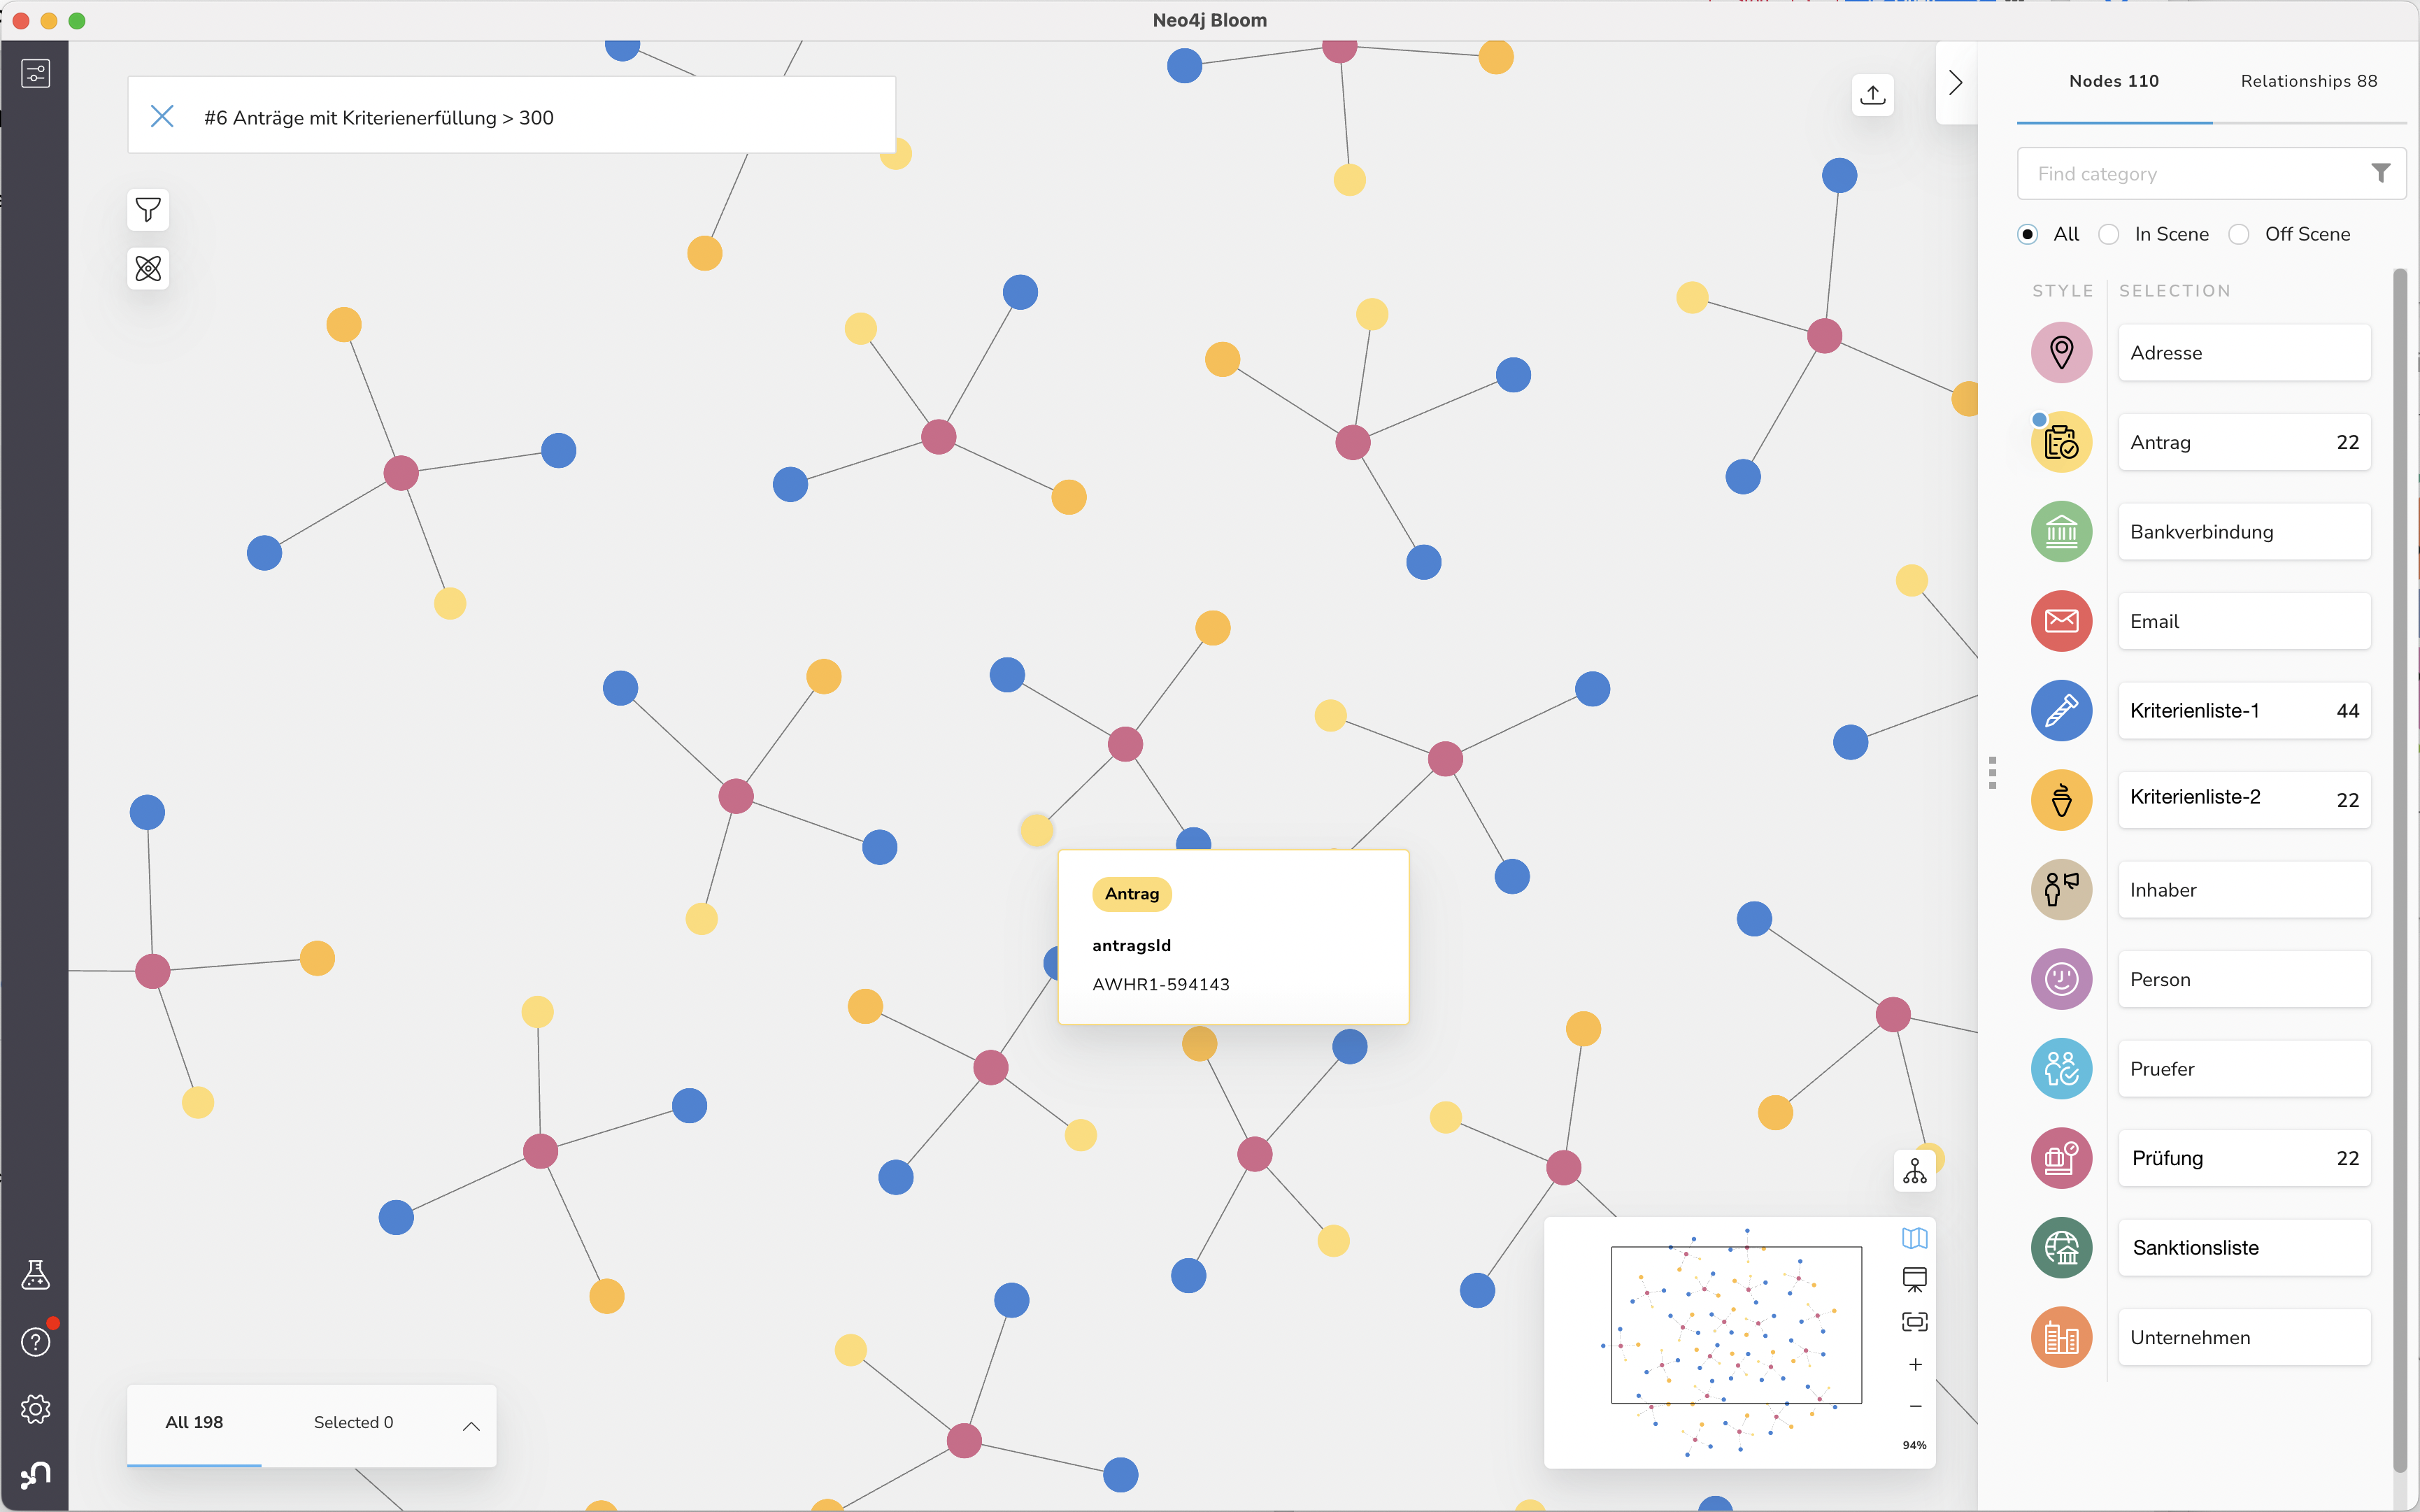 Neo4j Bloom
#6 Anträge mit Kriterienerfüllung > 300
Nodes 110
Relationships 88
Find category
All
In Scene
Off Scene
STYLE
SELECTION
Adresse
Antrag 22
Bankverbindung
Email
Kriterienliste-1 44
Kriterienliste-2 22
Inhaber
Person
Pruefer
Prüfung 22
Sanktionsliste
Unternehmen
Antrag
antragsId
AWHR1-594143
All 198
Selected 0
94%